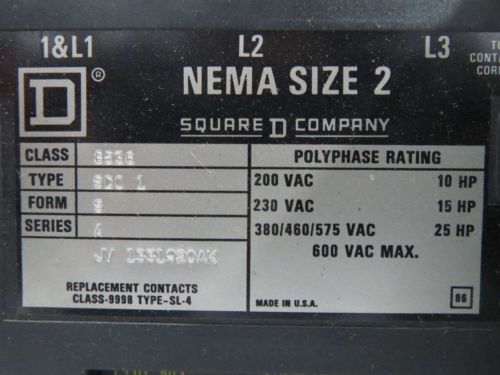 1&L1 L2 L3
D ®
NEMA SIZE 2
SQUARE D COMPANY
CLASS
TYPE
FORM
SERIES
POLYPHASE RATING
200 VAC 10 HP
230 VAC 15 HP
380/460/575 VAC 25 HP
600 VAC MAX.
REPLACEMENT CONTACTS
CLASS-9998 TYPE-SL-4
MADE IN U.S.A.
86